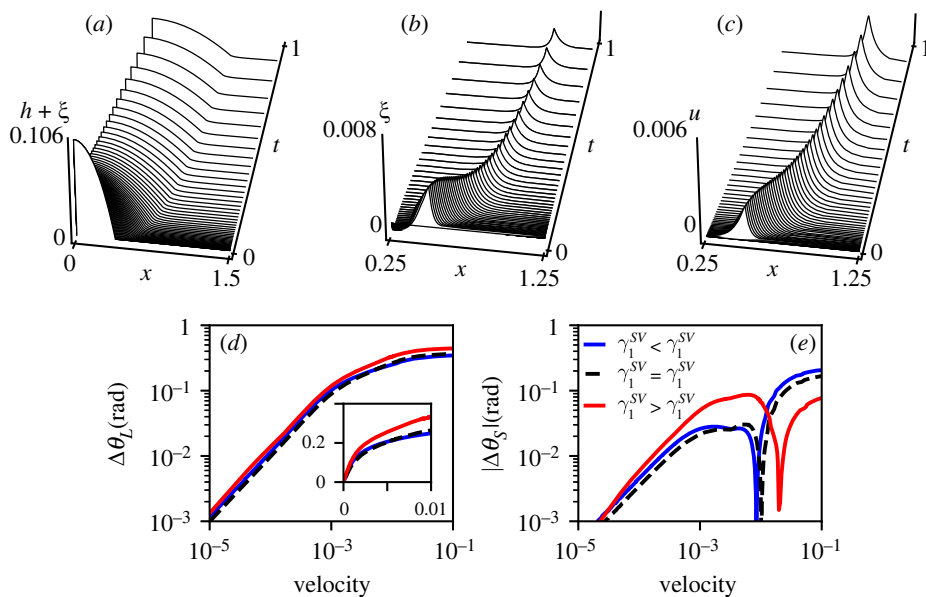 (a)
(b)
(c)
1
1
1
h + ξ
0.106
ξ
0.008
u
0.006
t
t
t
0
0
0
0
0
0
0
1.5
0.25
1.25
0.25
1.25
x
x
x
1
10⁻¹
10⁻²
10⁻³
Δθ_L(rad)
(d)
0.2
0
0
0.01
10⁻⁵
10⁻³
10⁻¹
velocity
1
10⁻¹
10⁻²
10⁻³
|Δθ_S|(rad)
(e)
γ₁^SV < γ₁^SV
γ₁^SV = γ₁^SV
γ₁^SV > γ₁^SV
10⁻⁵
10⁻³
10⁻¹
velocity